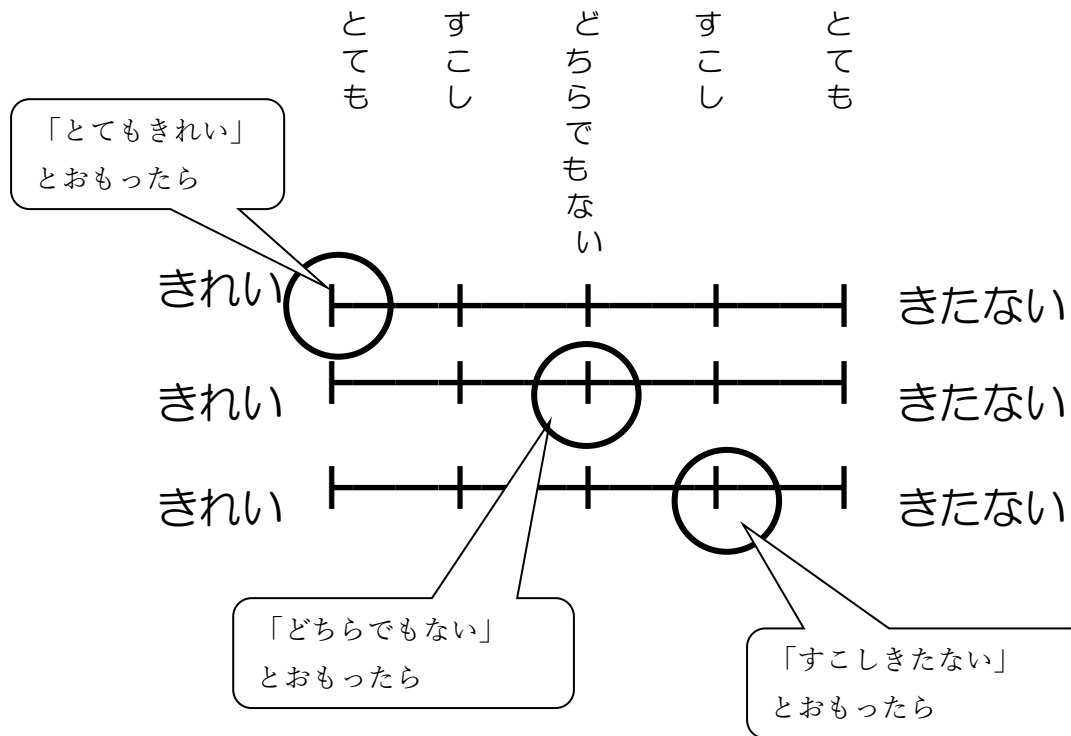 とても
すこし
どちらでもない
すこし
とても
「とてもきれい」
とおもったら
きれい
きたない
きれい
きたない
きれい
きたない
「どちらでもない」
とおもったら
「すこしきたない」
とおもったら